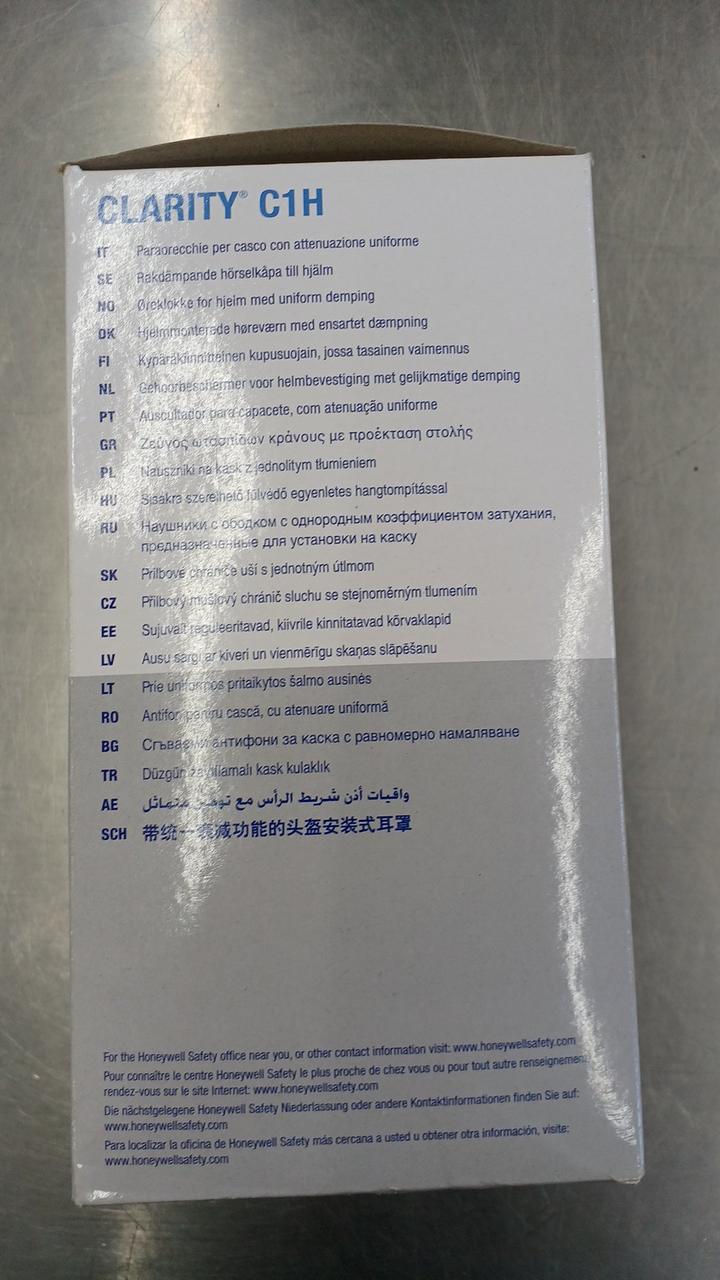 CLARITY® C1H
IT Paraorecchie per casco con attenuazione uniforme
SE Rakdämpande hörselkåpa till hjälm
NO Øreklokke for hjelm med uniform demping
DK Hjelmmonterede høreværn med ensartet dæmpning
FI Kypäräkiinnitteinen kupusuojain, jossa tasainen vaimennus
NL Gehoorbeschermer voor helmbevestiging met gelijkmatige demping
PT Auscultador para capacete, com atenuação uniforme
GR Ζεύγος ωτοασπίδων κράνους με προέκταση στολής
PL Nauszniki na kask z jednolitym tłumieniem
HU Sisakra szerelhető fülvédő egyenletes hangtompítással
RU Наушники с ободком с однородным коэффициентом затухания,
предназначенные для установки на каску
SK Prilbové chrániče uší s jednotným útlmom
CZ Přilbový mušlový chránič sluchu se stejnoměrným tlumením
EE Sujuvalt reguleeritavad, kiivrile kinnitatavad kõrvaklapid
LV Ausu sargi ar ķiveri un vienmērīgu skaņas slāpēšanu
LT Prie uniformos pritaikytos šalmo ausinės
RO Antifon pentru cască, cu atenuare uniformă
BG Сгъваеми антифони за каска с равномерно намаляване
TR Düzgün zayıflamalı kask kulaklık
AE واقيات أذن شريط الرأس مع توهين متماثل
SCH 带统一衰减功能的头盔安装式耳罩
For the Honeywell Safety office near you, or other contact information visit: www.honeywellsafety.com
Pour connaître le centre Honeywell Safety le plus proche de chez vous ou pour tout autre renseignemen
rendez-vous sur le site Internet: www.honeywellsafety.com
Die nächstgelegene Honeywell Safety Niederlassung oder andere Kontaktinformationen finden Sie auf:
www.honeywellsafety.com
Para localizar la oficina de Honeywell Safety más cercana a usted u obtener otra información, visite:
www.honeywellsafety.com